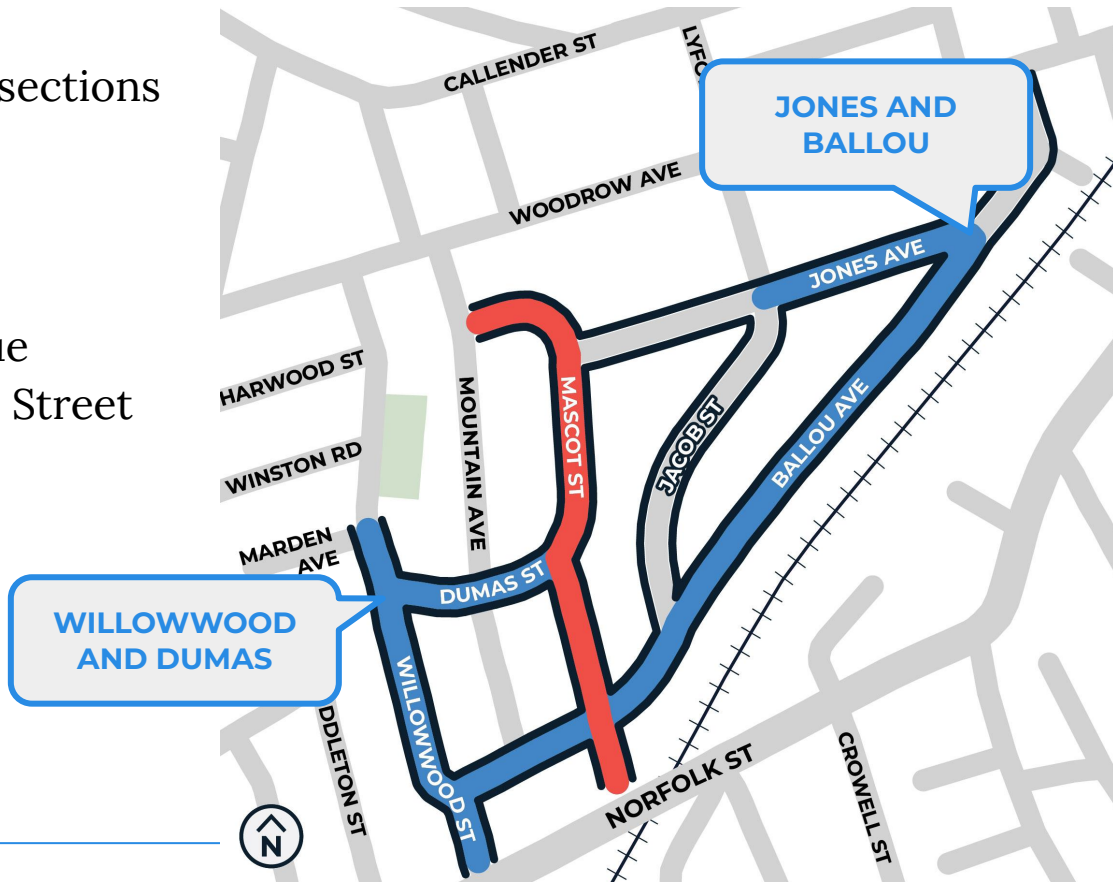 sections
ue
Street
CALLENDER ST
JONES AND
BALLOU
WOODROW AVE
JONES AVE
HARWOOD ST
MOUNTAIN AVE
MASCOT ST
JACOB ST
BALLOU AVE
WINSTON RD
MARDEN
AVE
DUMAS ST
WILLOWWOOD
AND DUMAS
WILLOWWOOD ST
DDLETON ST
NORFOLK ST
CROWELL ST
N